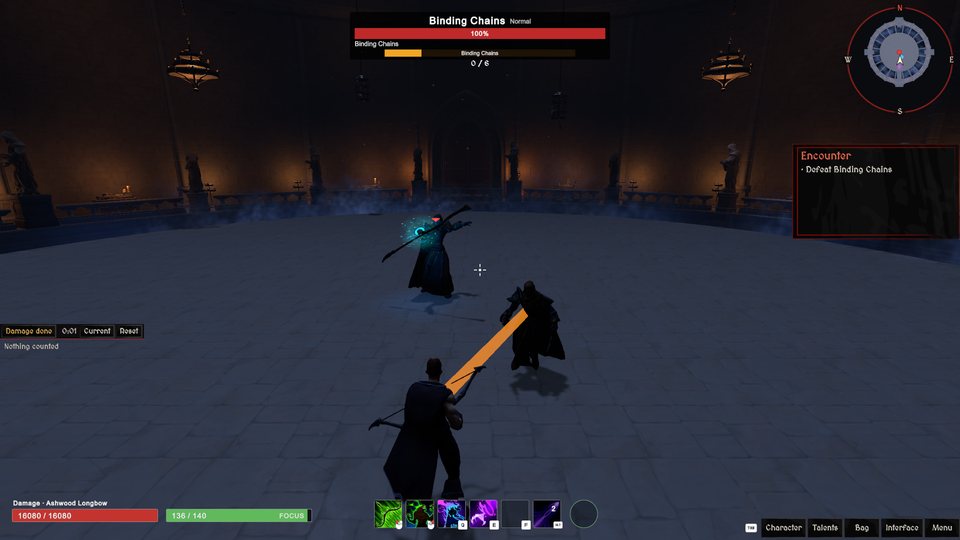 Binding Chains Normal
100%
Binding Chains
Binding Chains
0 / 6
N
W
E
S
Encounter
- Defeat Binding Chains
Damage done 0:01 Current Reset
Nothing counted
Damage - Ashwood Longbow
16080 / 16080
136 / 140 FOCUS
Q
E
F
2
Character
Talents
Bag
Interface
Menu